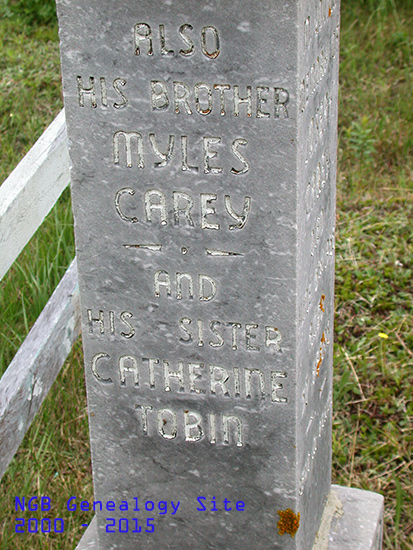 ALSO
HIS BROTHER
MYLES
CAREY
AND
HIS SISTER
CATHERINE
TOBIN
NGB Genealogy Site
2000 - 2015